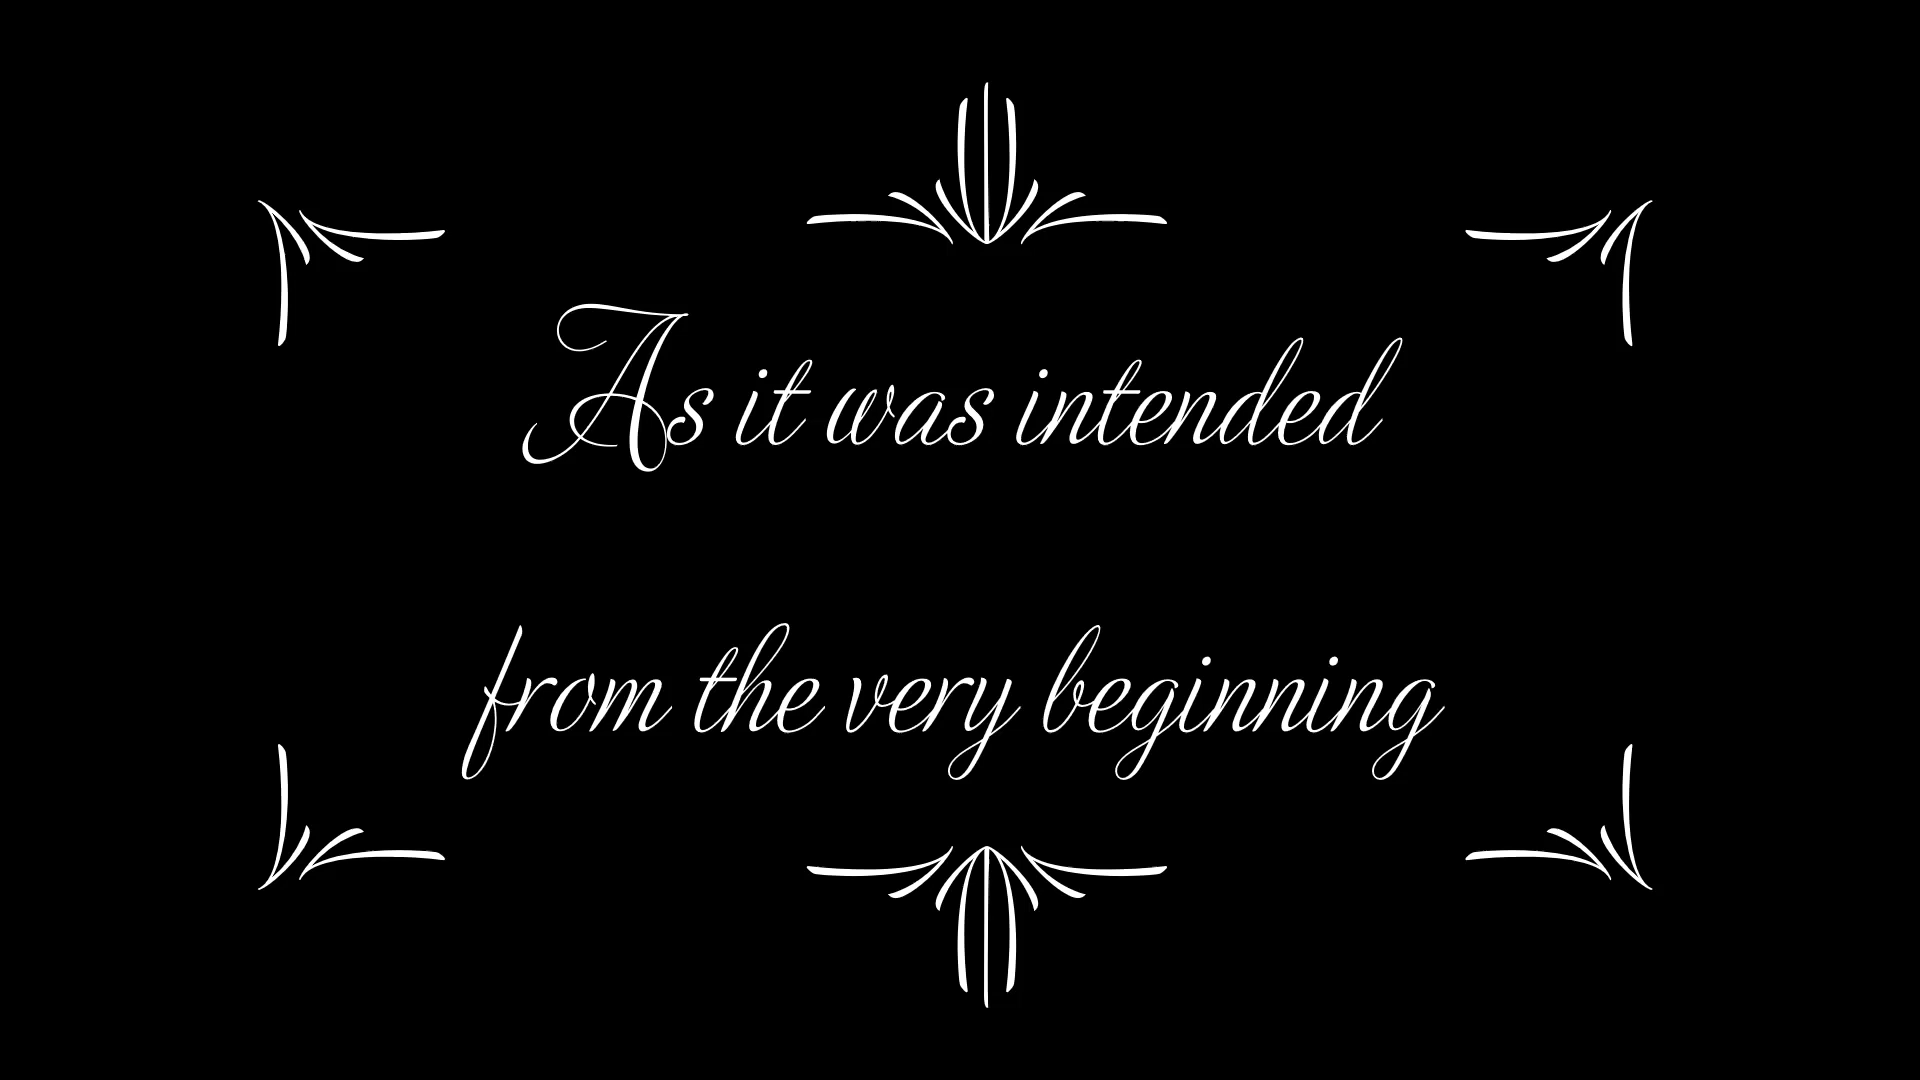 As it was intended
from the very beginning